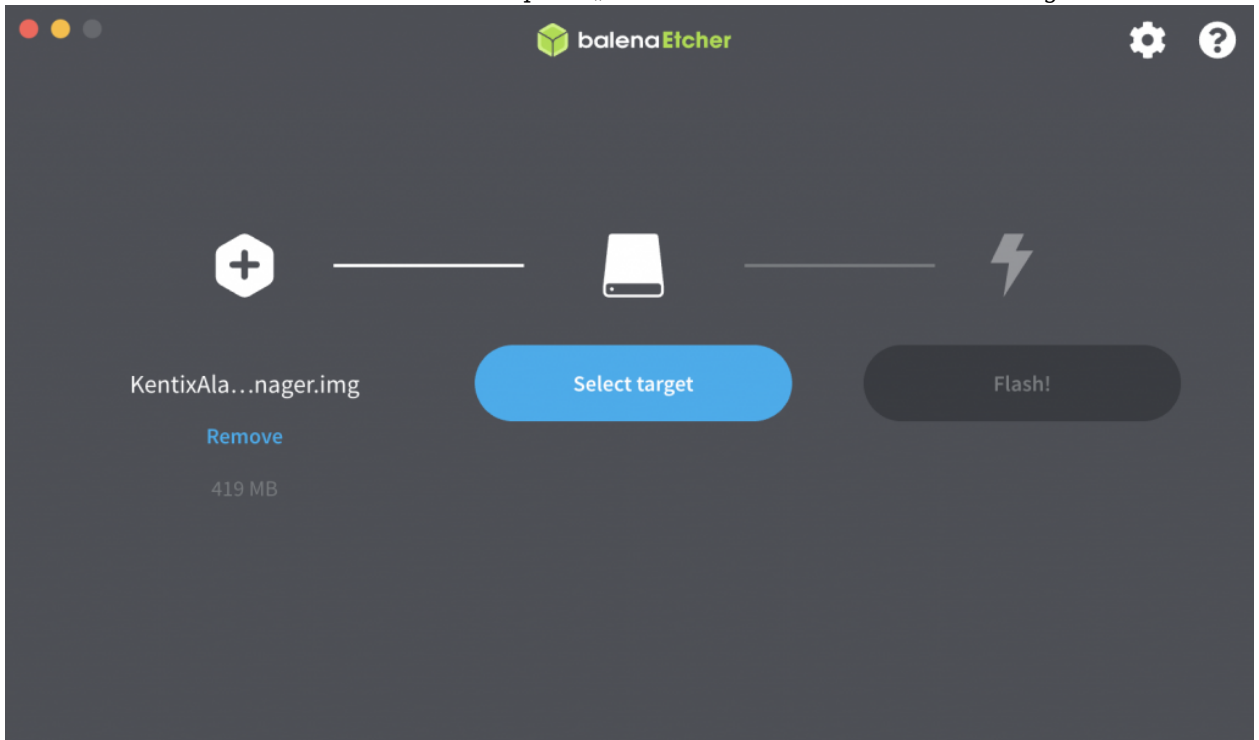 balenaEtcher
KentixAla...nager.img
Select target
Flash!
Remove
419 MB